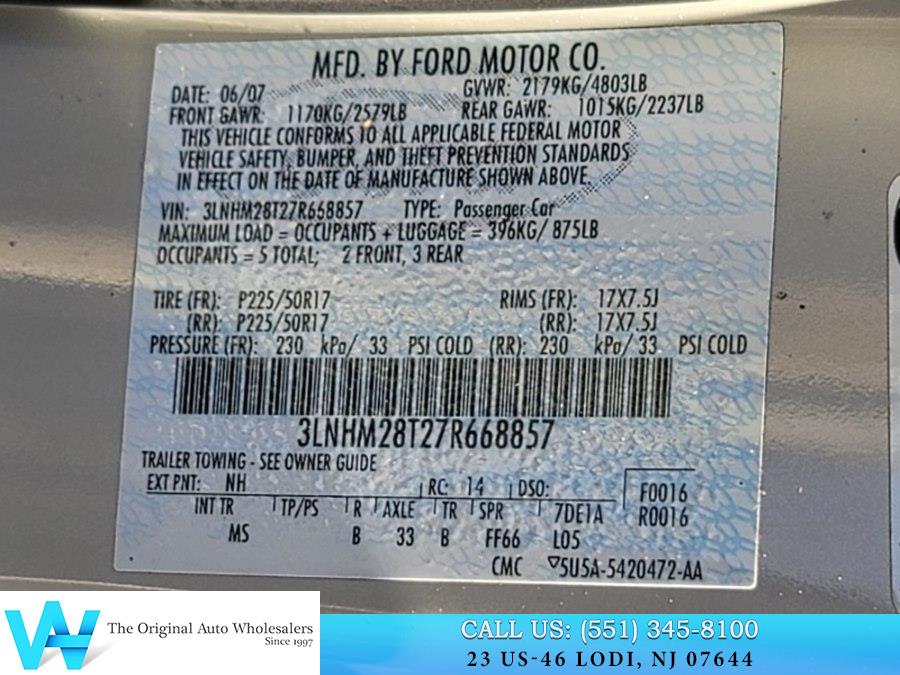 MFD. BY FORD MOTOR CO.
DATE: 06/07 GVWR: 2179KG/4803LB
FRONT GAWR: 1170KG/2579LB REAR GAWR: 1015KG/2237LB
THIS VEHICLE CONFORMS TO ALL APPLICABLE FEDERAL MOTOR
VEHICLE SAFETY, BUMPER, AND THEFT PREVENTION STANDARDS
IN EFFECT ON THE DATE OF MANUFACTURE SHOWN ABOVE.
VIN: 3LNHM28T27R668857 TYPE: Passenger Car
MAXIMUM LOAD = OCCUPANTS + LUGGAGE = 396KG/ 875LB
OCCUPANTS = 5 TOTAL; 2 FRONT, 3 REAR
TIRE (FR): P225/50R17 RIMS (FR): 17X7.5J
(RR): P225/50R17 (RR): 17X7.5J
PRESSURE (FR): 230 kPa/ 33 PSI COLD (RR): 230 kPa/ 33 PSI COLD
3LNHM28T27R668857
TRAILER TOWING - SEE OWNER GUIDE
EXT PNT: NH RC: 14 DSO: F0016
INT TR TP/PS R AXLE TR SPR 7DE1A R0016
MS B 33 B FF66 L05
CMC ▽5U5A-5420472-AA
The Original Auto Wholesalers
Since 1997
CALL US: (551) 345-8100
23 US-46 LODI, NJ 07644